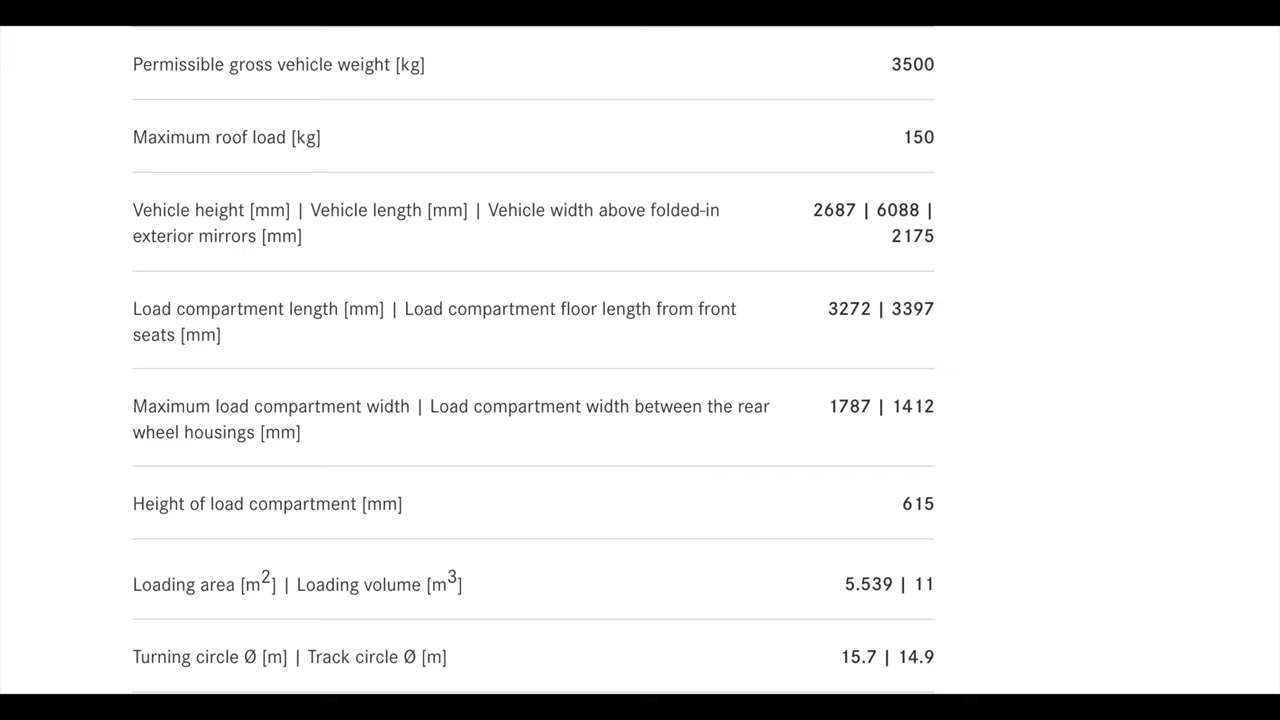 Permissible gross vehicle weight [kg] 3500
Maximum roof load [kg] 150
Vehicle height [mm] | Vehicle length [mm] | Vehicle width above folded-in 2687 | 6088 |
exterior mirrors [mm] 2175
Load compartment length [mm] | Load compartment floor length from front 3272 | 3397
seats [mm]
Maximum load compartment width | Load compartment width between the rear 1787 | 1412
wheel housings [mm]
Height of load compartment [mm] 615
Loading area [m²] | Loading volume [m³] 5.539 | 11
Turning circle Ø [m] | Track circle Ø [m] 15.7 | 14.9